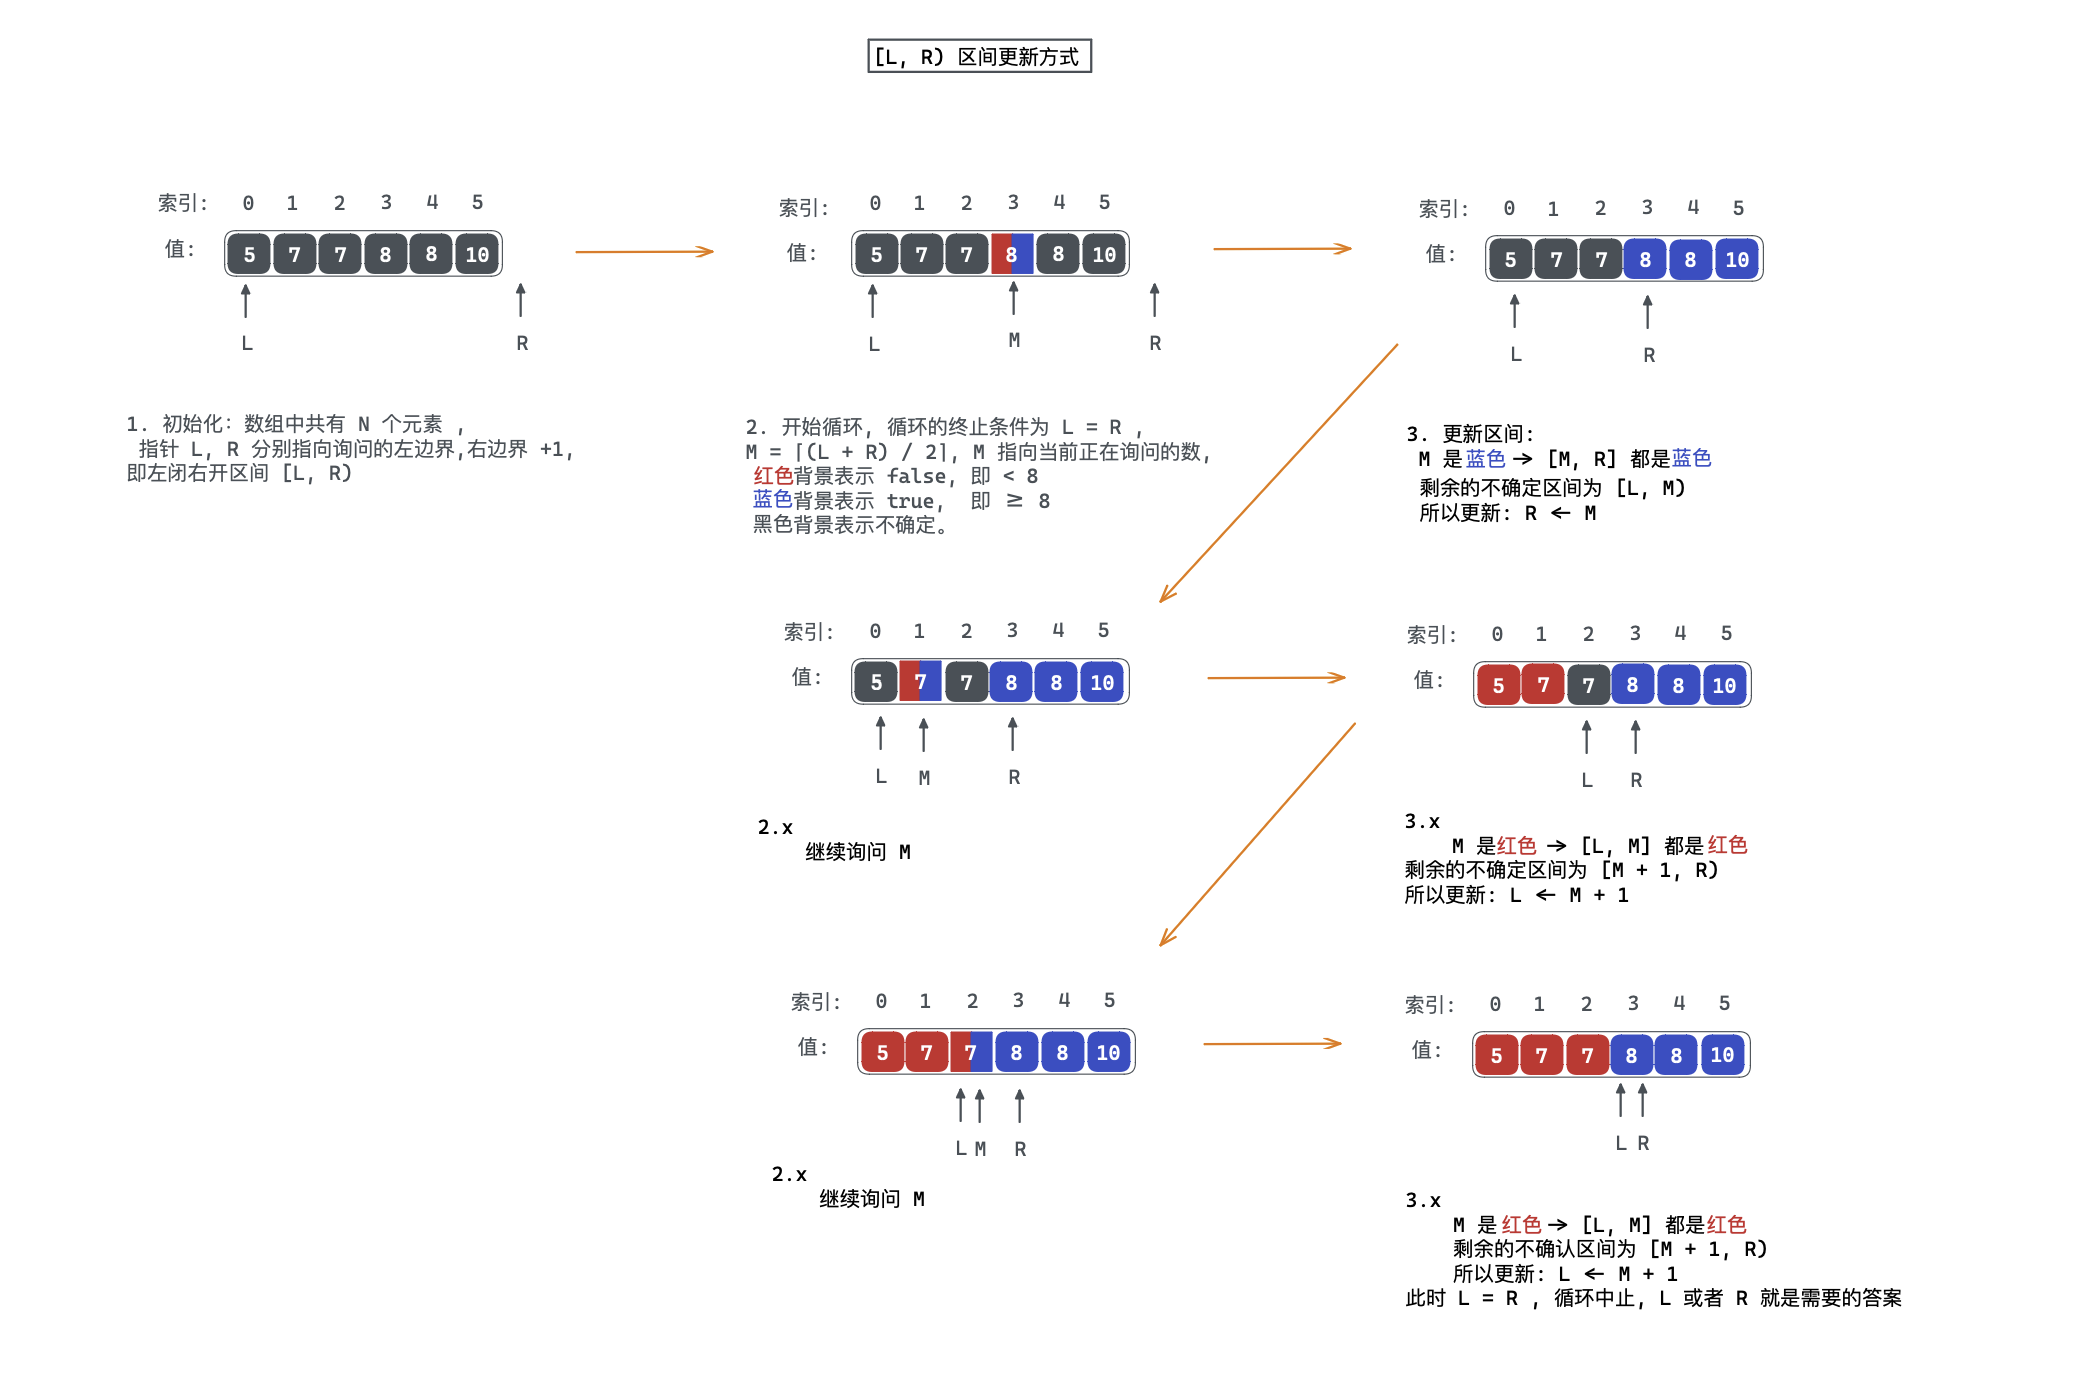 [L, R) 区间更新方式
索引: 0 1 2 3 4 5
值: 5 7 7 8 8 10
L R
1. 初始化: 数组中共有 N 个元素 ,
指针 L, R 分别指向询问的左边界,右边界 +1,
即左闭右开区间 [L, R)
索引: 0 1 2 3 4 5
值: 5 7 7 8 8 10
L M R
2. 开始循环, 循环的终止条件为 L = R ,
M = ⌈(L + R) / 2⌉, M 指向当前正在询问的数,
红色背景表示 false, 即 < 8
蓝色背景表示 true, 即 ≥ 8
黑色背景表示不确定。
索引: 0 1 2 3 4 5
值: 5 7 7 8 8 10
L R
3. 更新区间:
M 是蓝色 → [M, R] 都是蓝色
剩余的不确定区间为 [L, M)
所以更新: R ← M
索引: 0 1 2 3 4 5
值: 5 7 7 8 8 10
L M R
2.x
继续询问 M
索引: 0 1 2 3 4 5
值: 5 7 7 8 8 10
L R
3.x
M 是红色 → [L, M] 都是红色
剩余的不确定区间为 [M + 1, R)
所以更新: L ← M + 1
索引: 0 1 2 3 4 5
值: 5 7 7 8 8 10
L M R
2.x
继续询问 M
索引: 0 1 2 3 4 5
值: 5 7 7 8 8 10
L R
3.x
M 是红色 → [L, M] 都是红色
剩余的不确认区间为 [M + 1, R)
所以更新: L ← M + 1
此时 L = R , 循环中止, L 或者 R 就是需要的答案